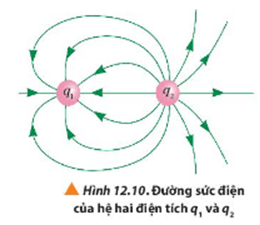 q₁
q₂
Hình 12.10. Đường sức điện
của hệ hai điện tích q₁ và q₂